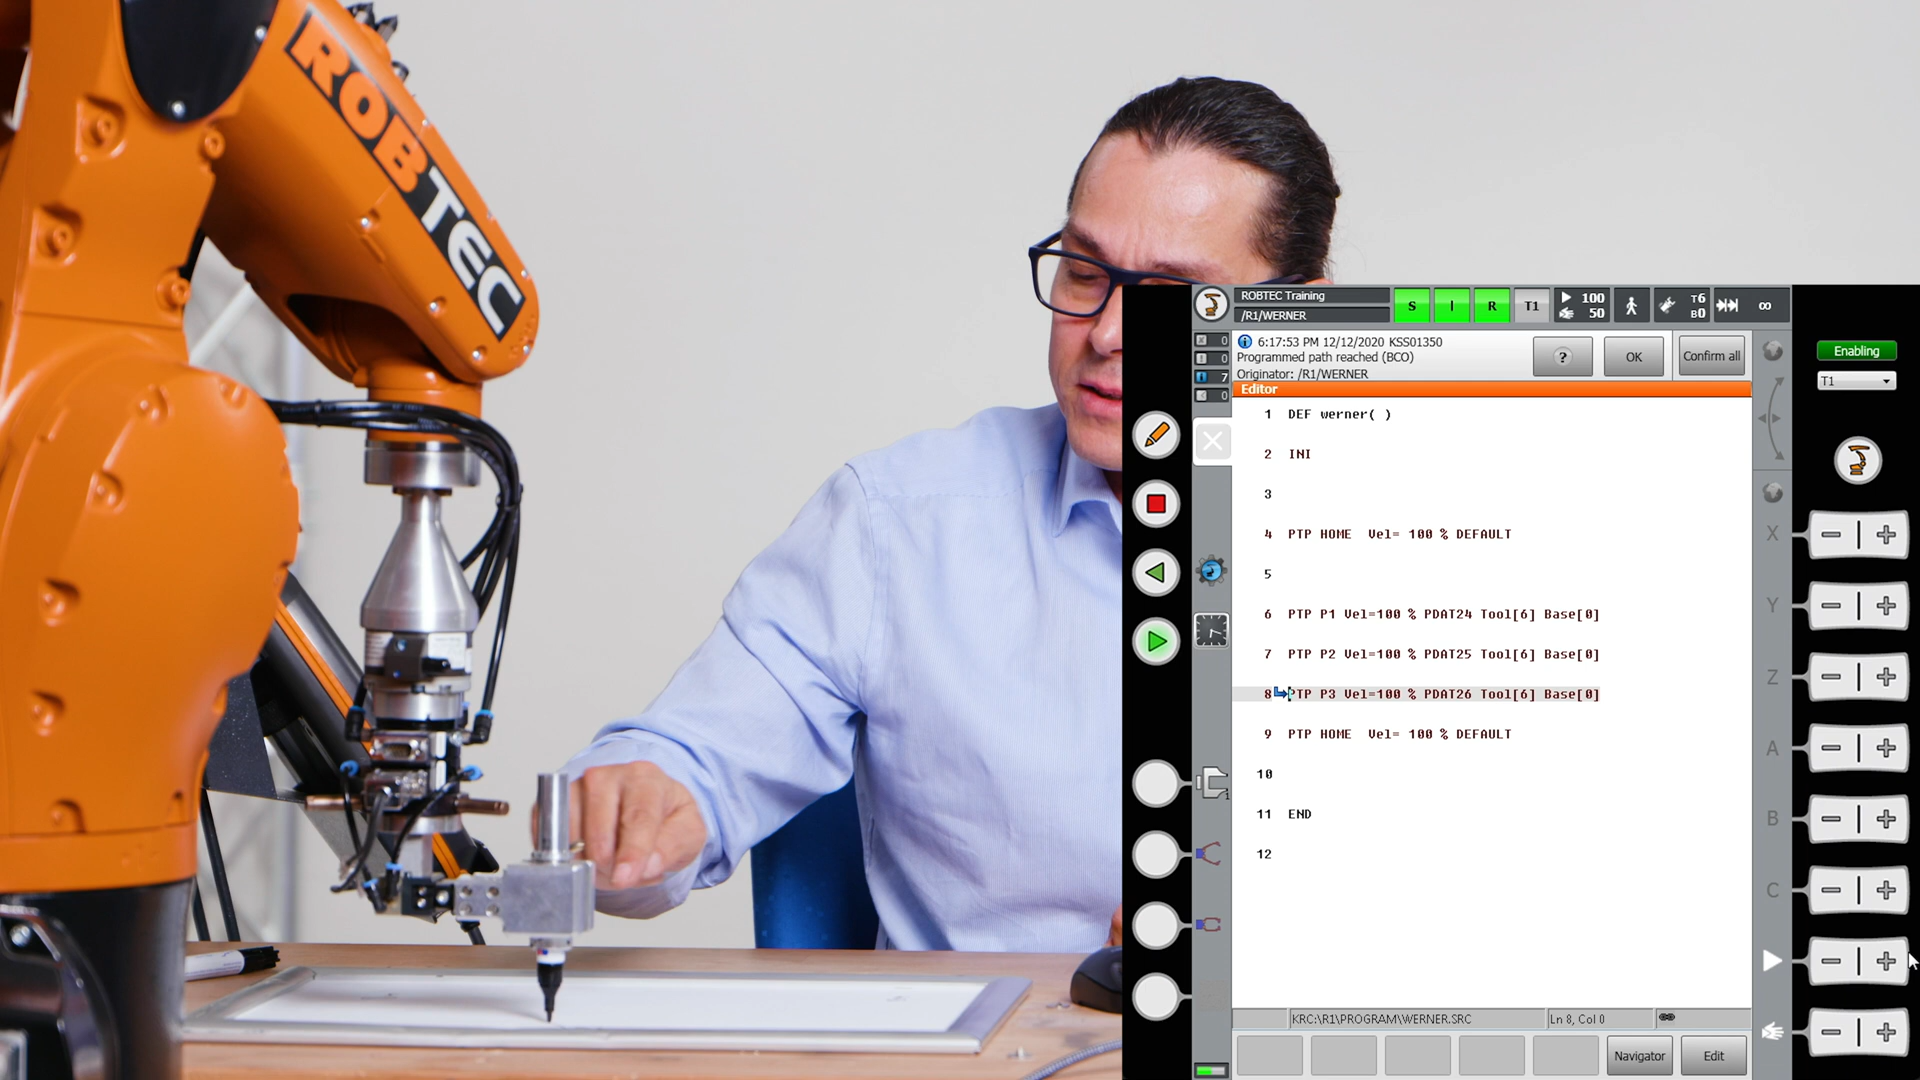 ROBTEC
ROBTEC Training
/R1/WERNER
S I R T1
100
50
T6
B0
∞
0
0
7
0
6:17:53 PM 12/12/2020 KSS01350
Programmed path reached (BCO)
Originator: /R1/WERNER
?
OK
Confirm all
Enabling
T1
Editor
1 DEF werner( )
2 INI
3
4 PTP HOME Vel= 100 % DEFAULT
5
6 PTP P1 Vel=100 % PDAT24 Tool[6] Base[0]
7 PTP P2 Vel=100 % PDAT25 Tool[6] Base[0]
8 PTP P3 Vel=100 % PDAT26 Tool[6] Base[0]
9 PTP HOME Vel= 100 % DEFAULT
10
11 END
12
X
Y
Z
A
B
C
1
KRC:\R1\PROGRAM\WERNER.SRC
Ln 8, Col 0
Navigator
Edit